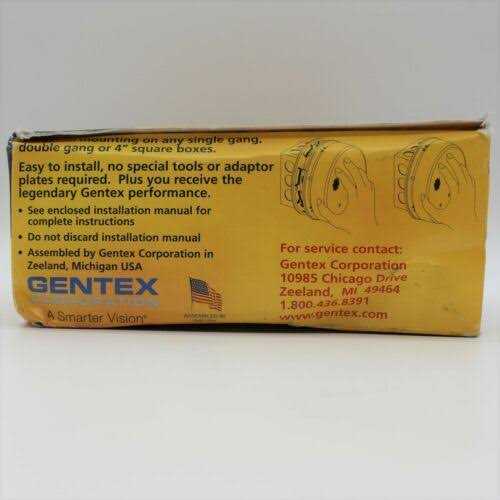 mounting on any single gang,
double gang or 4" square boxes.
Easy to install, no special tools or adaptor
plates required. Plus you receive the
legendary Gentex performance.
• See enclosed installation manual for
complete instructions
• Do not discard installation manual
• Assembled by Gentex Corporation in
Zeeland, Michigan USA
GENTEX
CORPORATION
A Smarter Vision®
ASSEMBLED IN
For service contact:
Gentex Corporation
10985 Chicago Drive
Zeeland, MI 49464
1.800.436.8391
www.gentex.com